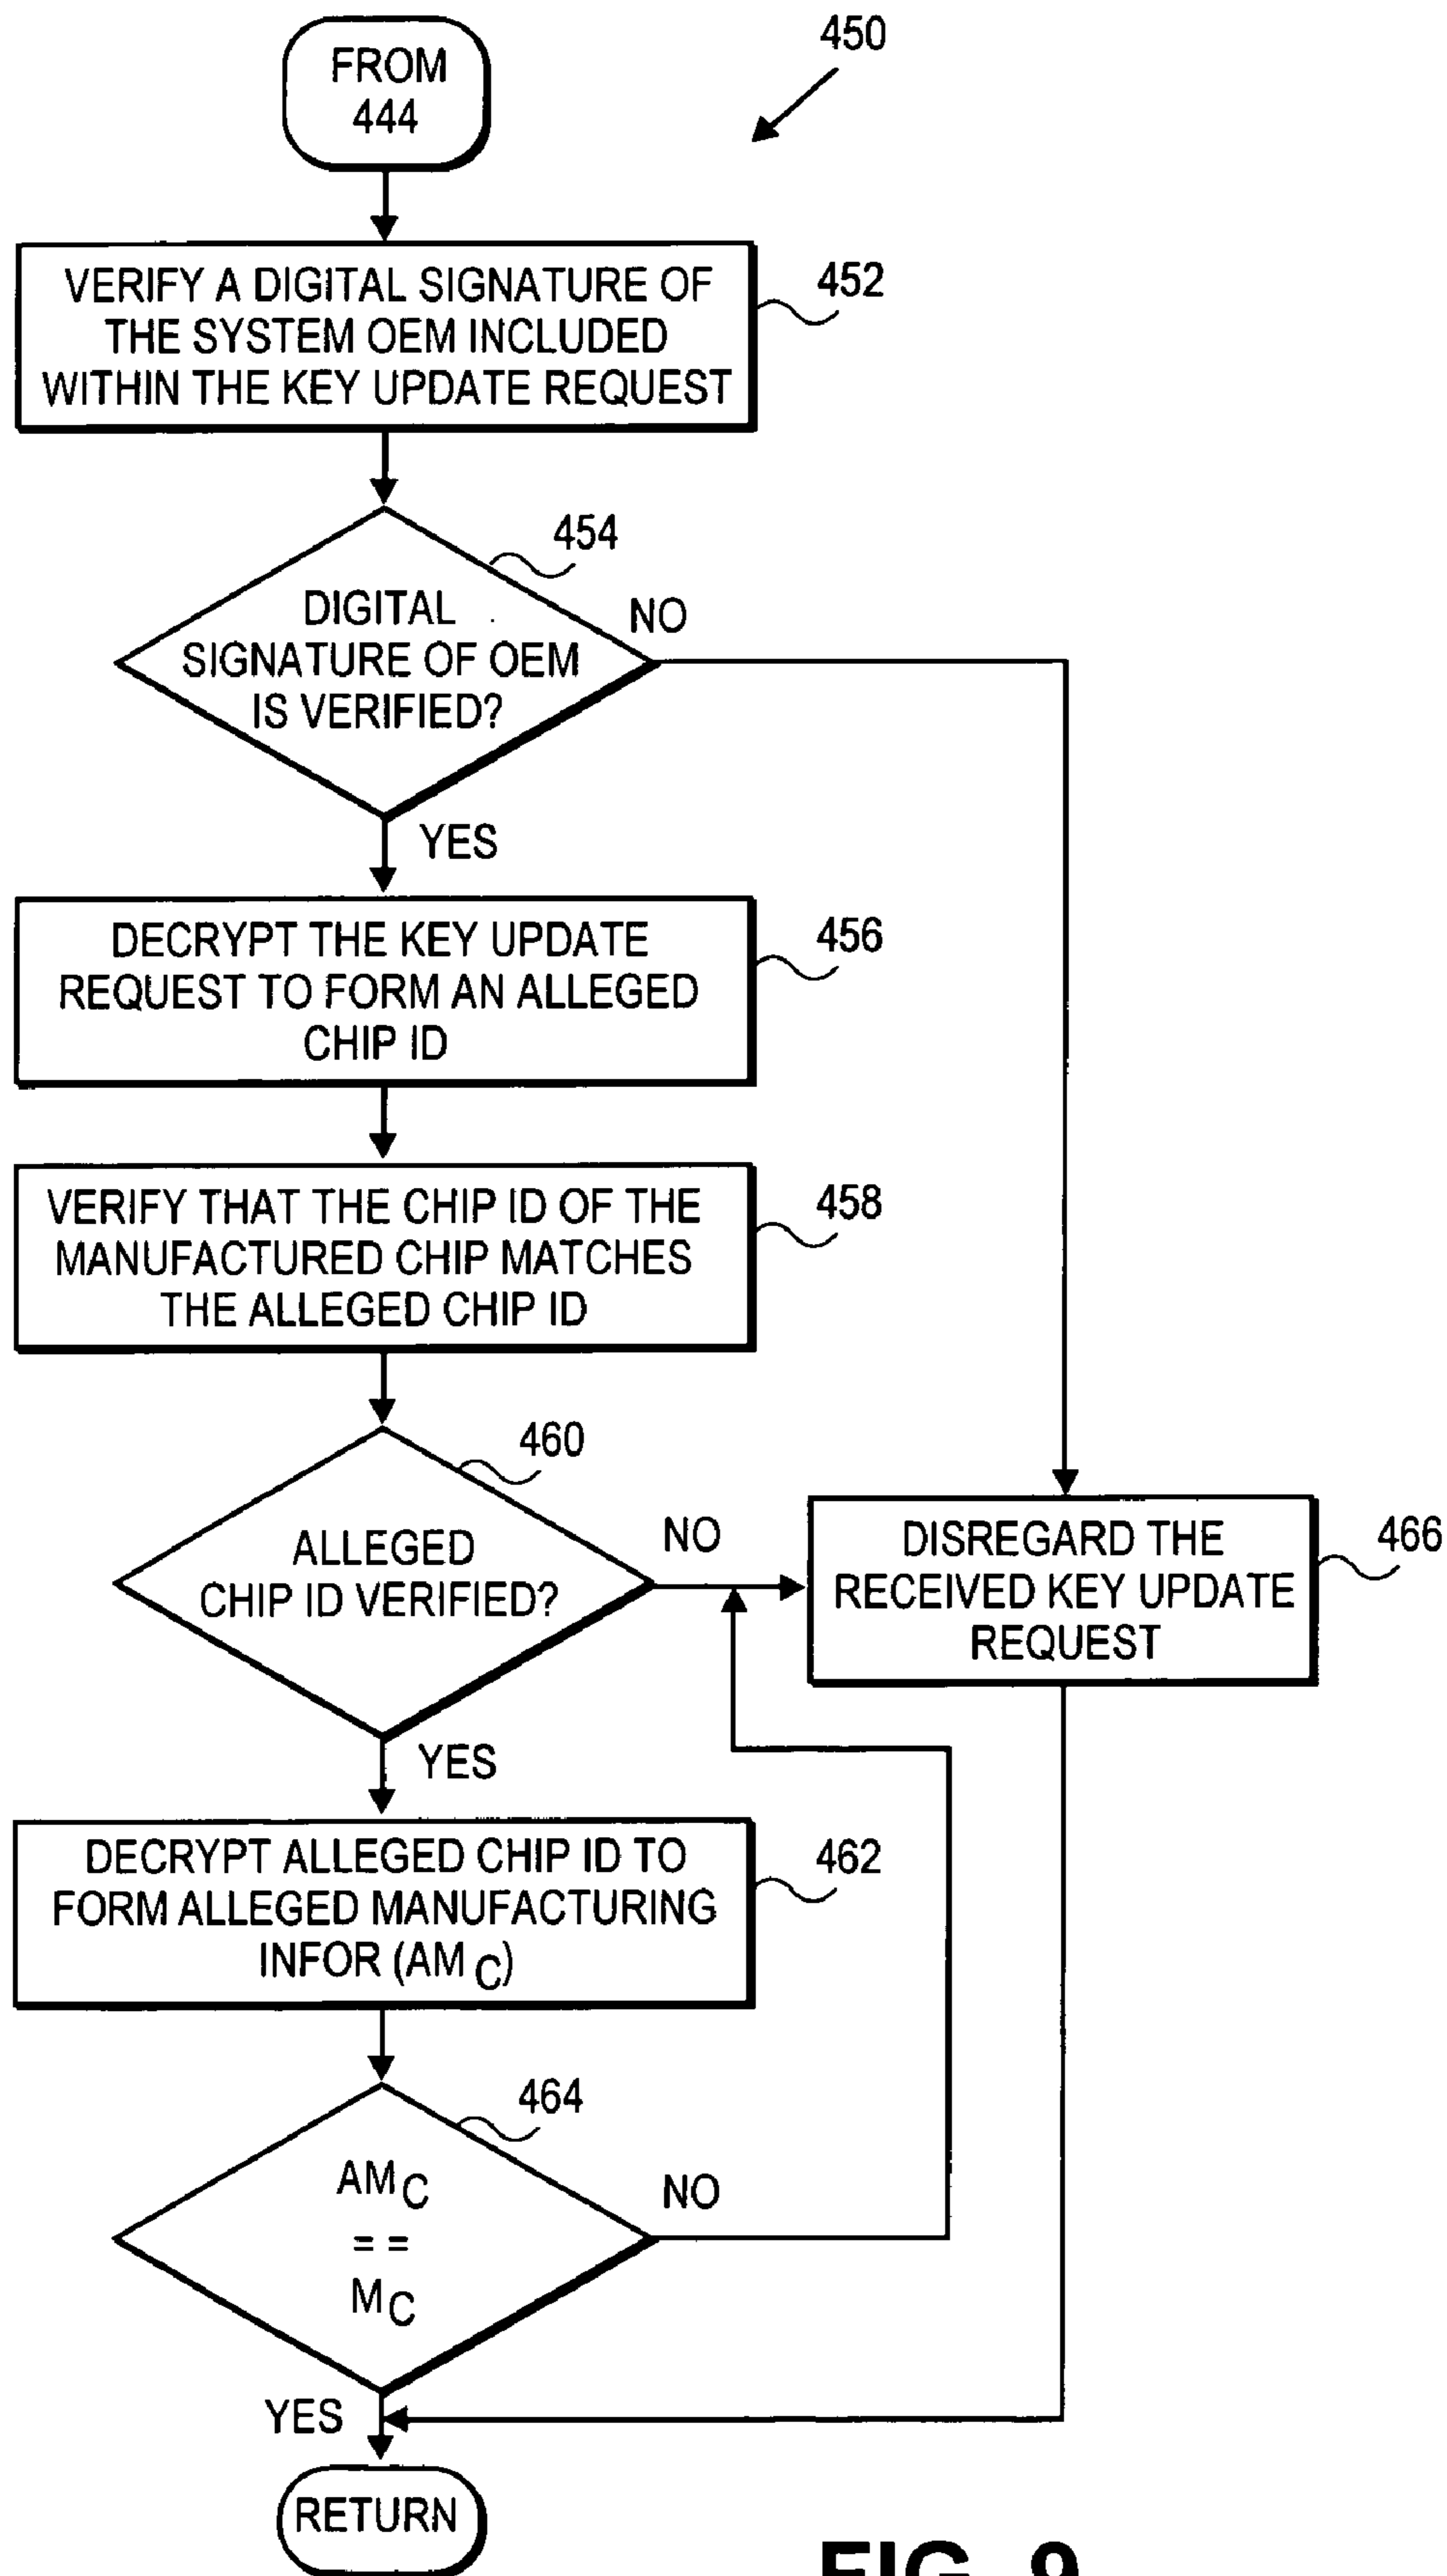 FROM
444
450
VERIFY A DIGITAL SIGNATURE OF
THE SYSTEM OEM INCLUDED
WITHIN THE KEY UPDATE REQUEST
452
454
DIGITAL
SIGNATURE OF OEM
IS VERIFIED?
NO
YES
DECRYPT THE KEY UPDATE
REQUEST TO FORM AN ALLEGED
CHIP ID
456
VERIFY THAT THE CHIP ID OF THE
MANUFACTURED CHIP MATCHES
THE ALLEGED CHIP ID
458
460
ALLEGED
CHIP ID VERIFIED?
NO
DISREGARD THE
RECEIVED KEY UPDATE
REQUEST
466
YES
DECRYPT ALLEGED CHIP ID TO
FORM ALLEGED MANUFACTURING
INFOR (AM C)
462
464
AM C
= =
M C
NO
YES
RETURN
FIG. 9